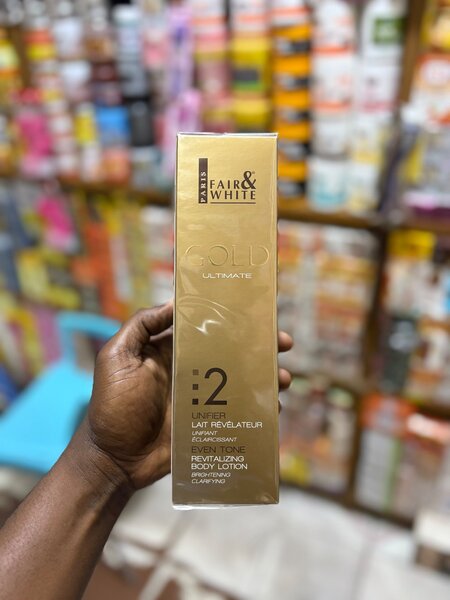 PARIS
FAIR&
WHITE
GOLD
ULTIMATE
2
UNIFIER
LAIT RÉVÉLATEUR
UNIFIANT
ÉCLAIRCISSANT
EVEN TONE
REVITALIZING
BODY LOTION
BRIGHTENING
CLARIFYING